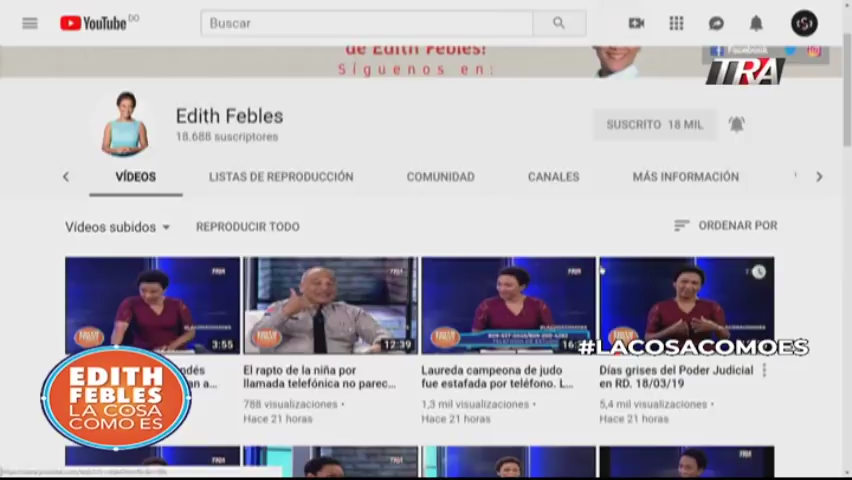 YouTube DO
Buscar
de Edith Febles!
Síguenos en:
Facebook
TRA
Edith Febles
18.688 suscriptores
SUSCRITO 18 MIL
VÍDEOS
LISTAS DE REPRODUCCIÓN
COMUNIDAD
CANALES
MÁS INFORMACIÓN
Vídeos subidos
REPRODUCIR TODO
ORDENAR POR
3:55
12:39
El rapto de la niña por
llamada telefónica no parec...
788 visualizaciones •
Hace 21 horas
Laureda campeona de judo
fue estafada por teléfono. L...
1,3 mil visualizaciones •
Hace 21 horas
Días grises del Poder Judicial
en RD. 18/03/19
5,4 mil visualizaciones •
Hace 21 horas
#LACOSACOMOES
EDITH
FEBLES
LA COSA
COMO ES